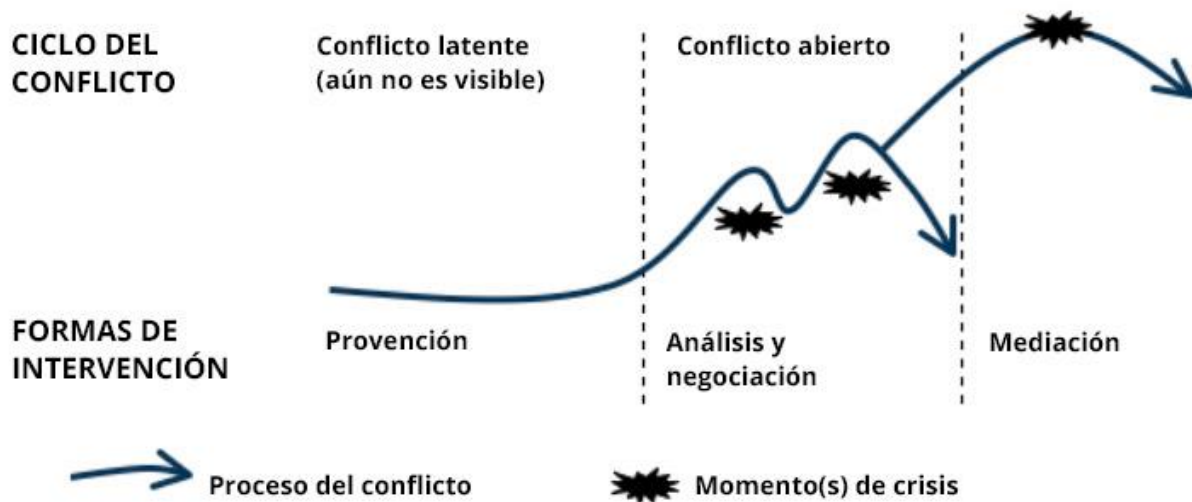 CICLO DEL
CONFLICTO
Conflicto latente
(aún no es visible)
Conflicto abierto
FORMAS DE
INTERVENCIÓN
Provención
Análisis y
negociación
Mediación
Proceso del conflicto
Momento(s) de crisis